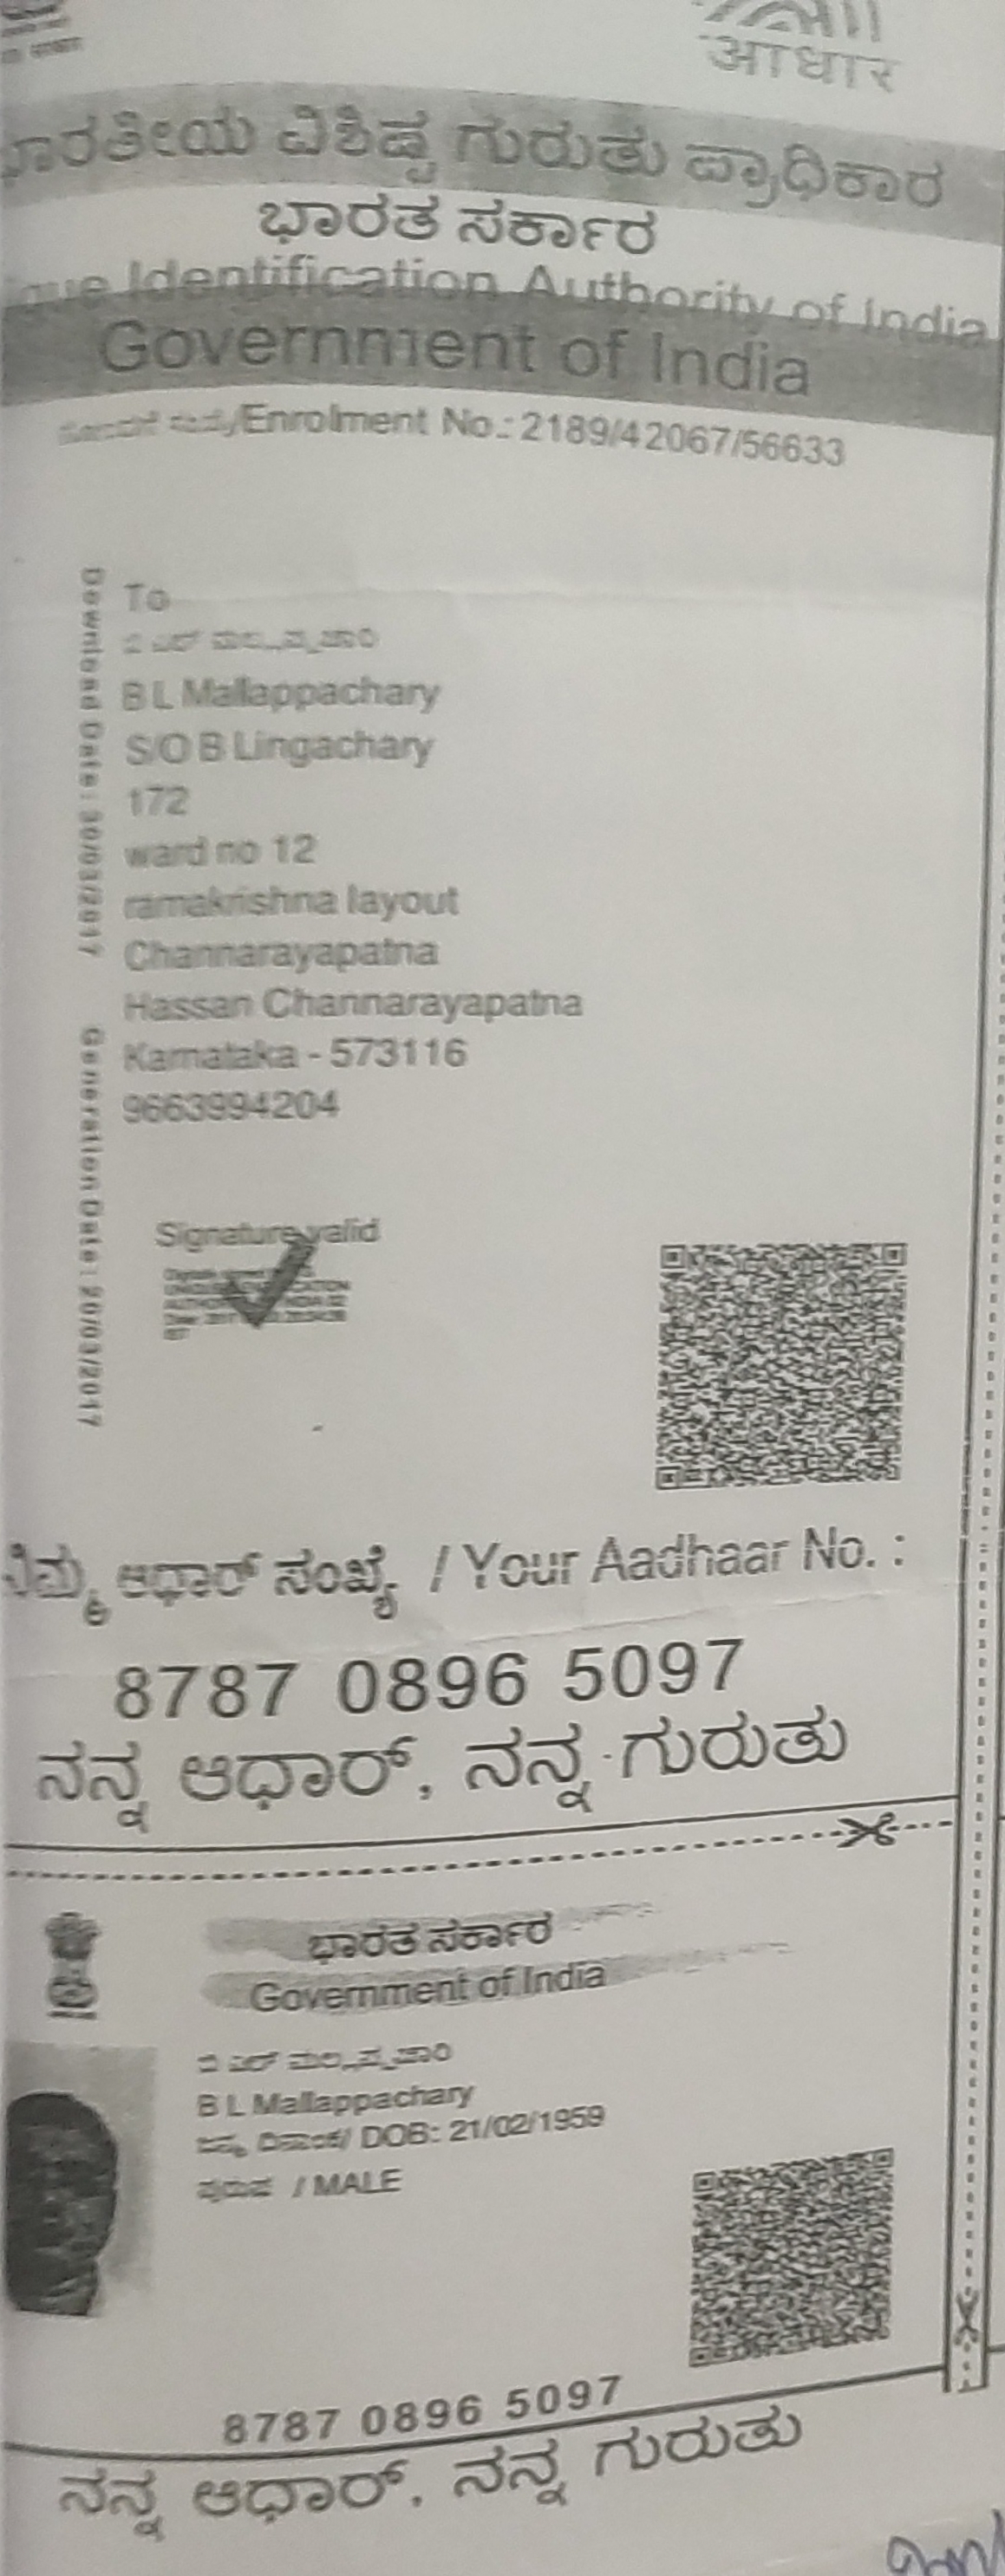 आधार
ಭಾರತೀಯ ವಿಶಿಷ್ಟ ಗುರುತು ಪ್ರಾಧಿಕಾರ
ಭಾರತ ಸರ್ಕಾರ
Identification Authority of India
Government of India
/Enrolment No.: 2189/42067/56633
To
B L Mallappachary
S/O B Lingachary
172
ward no 12
ramakrishna layout
Channarayapatna
Hassan Channarayapatna
Karnataka - 573116
9663994204
Download Date: 30/03/2017
Generation Date: 20/03/2017
Signature valid
ನಿಮ್ಮ ಆಧಾರ್ ಸಂಖ್ಯೆ / Your Aadhaar No. :
8787 0896 5097
ನನ್ನ ಆಧಾರ್, ನನ್ನ ಗುರುತು
ಭಾರತ ಸರ್ಕಾರ
Government of India
B L Mallappachary
DOB: 21/02/1959
/ MALE
8787 0896 5097
ನನ್ನ ಆಧಾರ್, ನನ್ನ ಗುರುತು